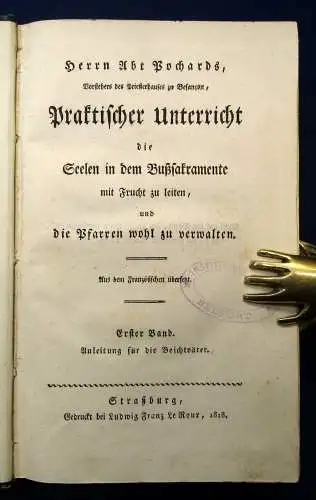 Herrn Abt Pochards,
Vorstehers des Priesterhauses zu Besançon,
Praktischer Unterricht
die
Seelen in dem Bußsakramente
mit Frucht zu leiten,
und
die Pfarren wohl zu verwalten.
Aus dem Französischen übersetzt.
Erster Band.
Anleitung fur die Beichtväter.
Straßburg,
Gedruckt bei Ludwig Franz Le Roux, 1818.